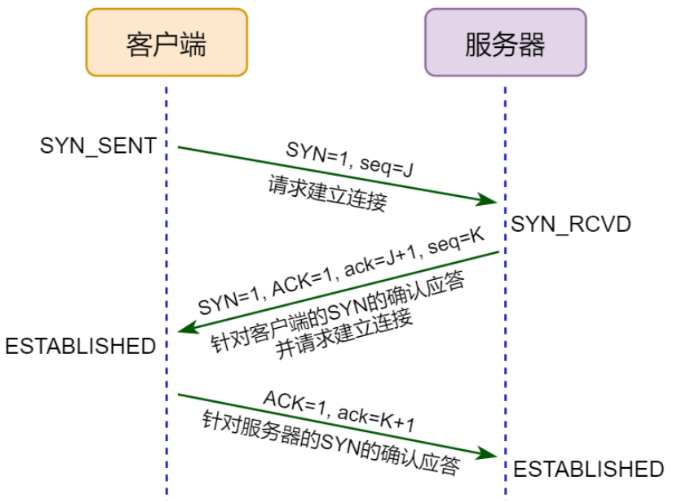 客户端
服务器
SYN_SENT
SYN=1, seq=J
请求建立连接
SYN_RCVD
SYN=1, ACK=1, ack=J+1, seq=K
针对客户端的SYN的确认应答
并请求建立连接
ESTABLISHED
ACK=1, ack=K+1
针对服务器的SYN的确认应答
ESTABLISHED